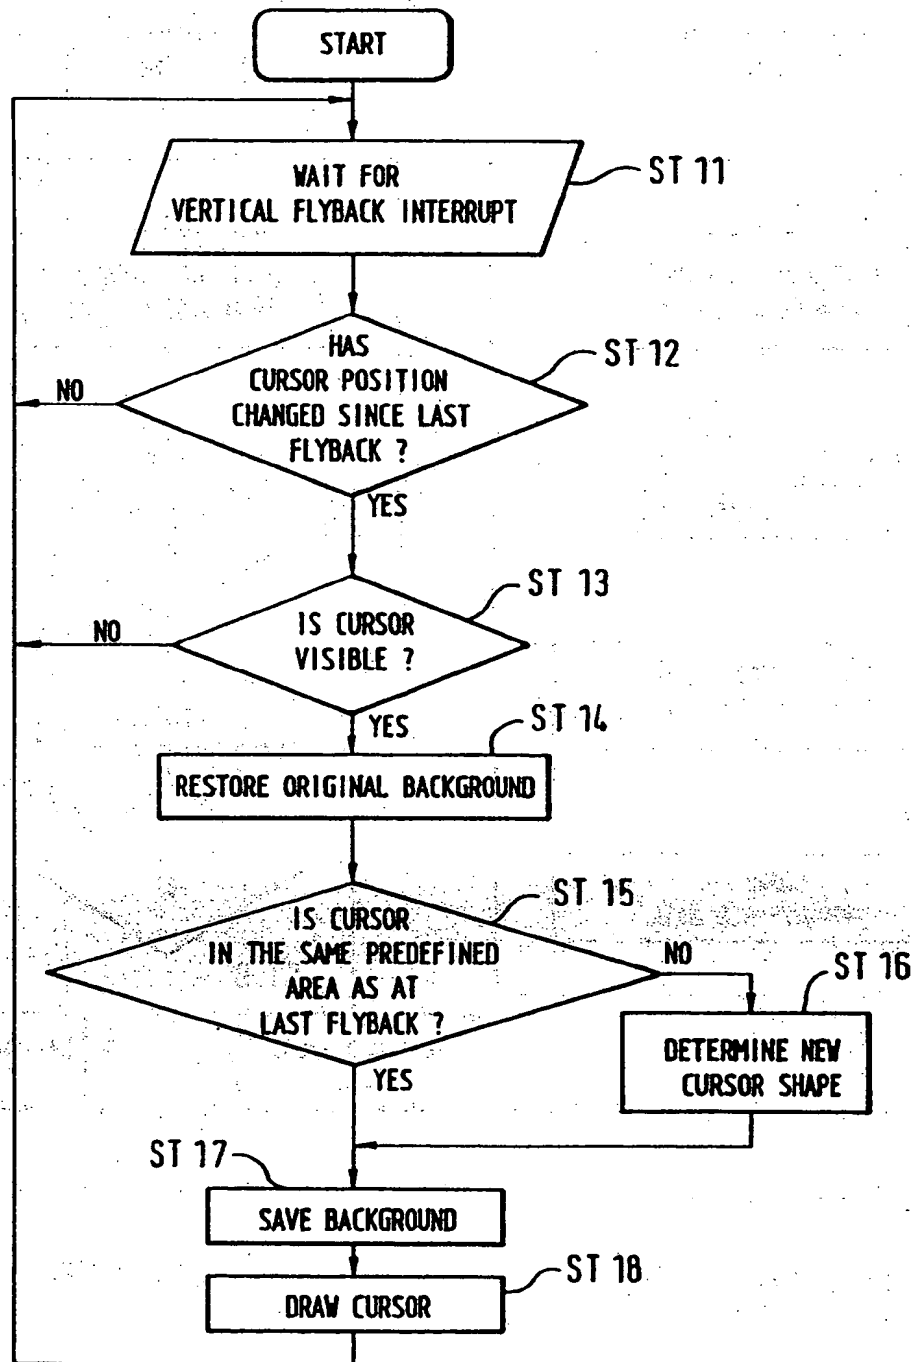 START
WAIT FOR
VERTICAL FLYBACK INTERRUPT
ST 11
HAS
CURSOR POSITION
CHANGED SINCE LAST
FLYBACK ?
ST 12
NO
YES
IS CURSOR
VISIBLE ?
ST 13
NO
YES
ST 14
RESTORE ORIGINAL BACKGROUND
IS CURSOR
IN THE SAME PREDEFINED
AREA AS AT
LAST FLYBACK ?
ST 15
NO
ST 16
DETERMINE NEW
CURSOR SHAPE
YES
ST 17
SAVE BACKGROUND
ST 18
DRAW CURSOR